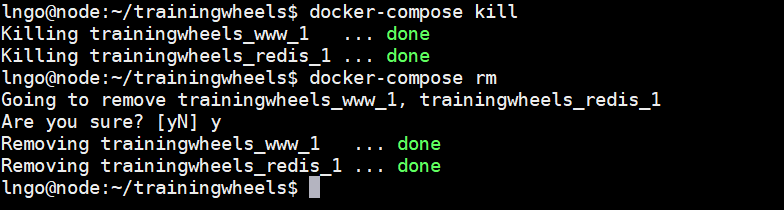 lngo@node:~/trainingwheels$ docker-compose kill
Killing trainingwheels_www_1   ... done
Killing trainingwheels_redis_1 ... done
lngo@node:~/trainingwheels$ docker-compose rm
Going to remove trainingwheels_www_1, trainingwheels_redis_1
Are you sure? [yN] y
Removing trainingwheels_www_1   ... done
Removing trainingwheels_redis_1 ... done
lngo@node:~/trainingwheels$